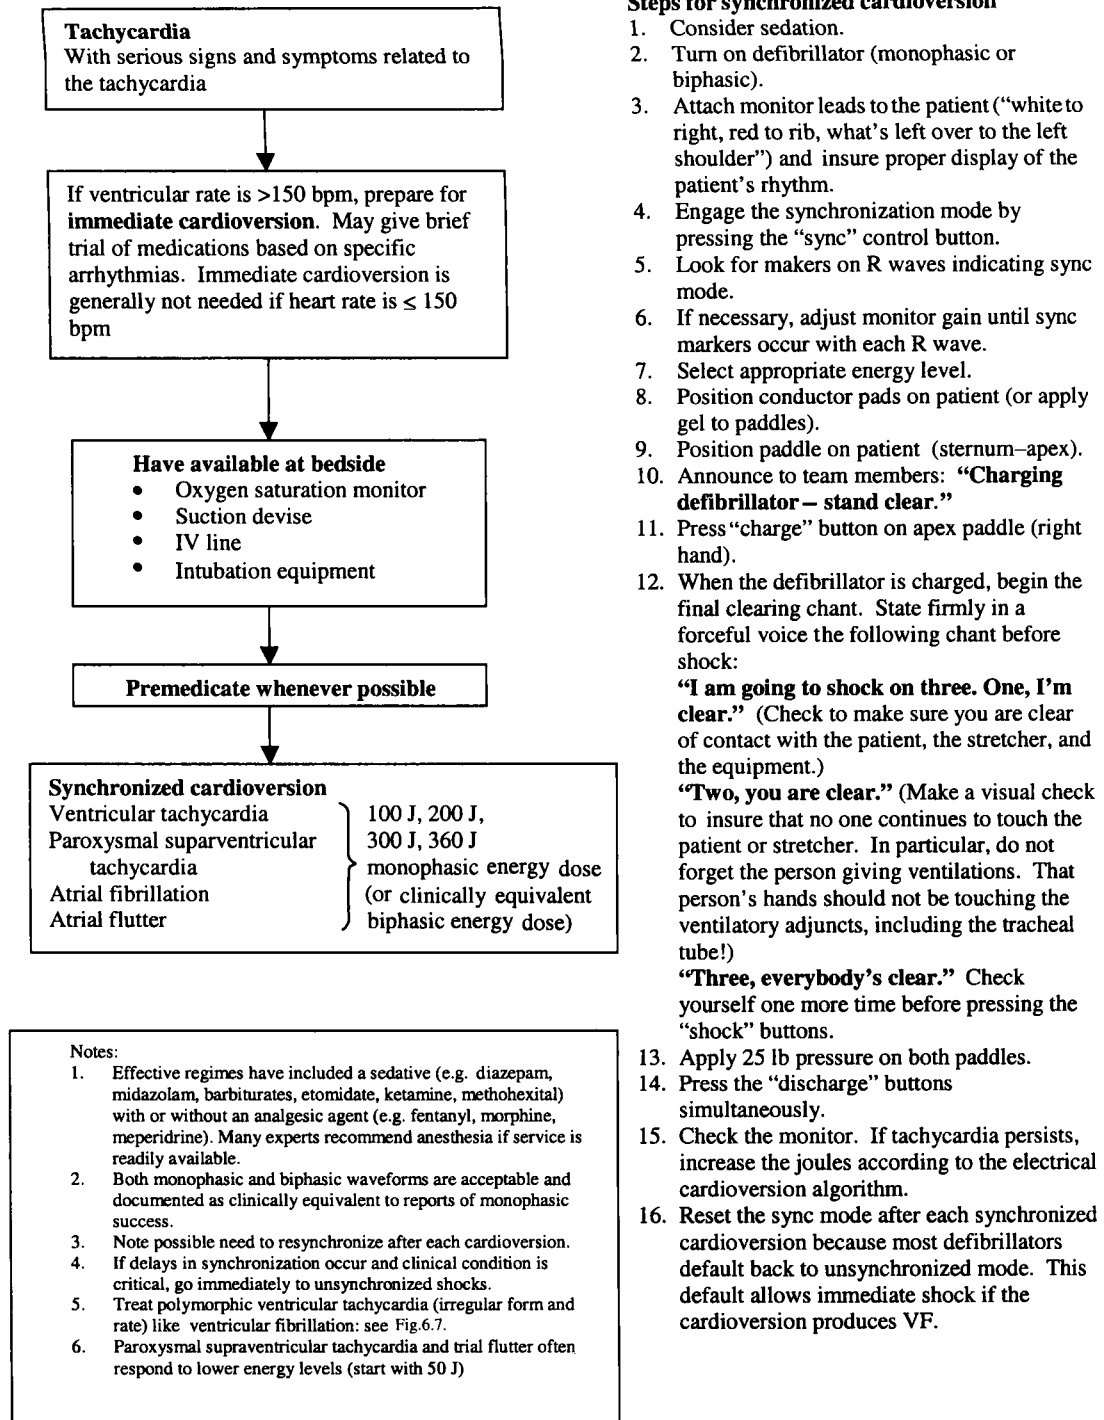 Tachycardia
With serious signs and symptoms related to
the tachycardia
If ventricular rate is >150 bpm, prepare for
immediate cardioversion. May give brief
trial of medications based on specific
arrhythmias. Immediate cardioversion is
generally not needed if heart rate is ≤ 150
bpm
Have available at bedside
• Oxygen saturation monitor
• Suction devise
• IV line
• Intubation equipment
Premedicate whenever possible
Synchronized cardioversion
Ventricular tachycardia
Paroxysmal suparventricular
tachycardia
Atrial fibrillation
Atrial flutter
100 J, 200 J,
300 J, 360 J
monophasic energy dose
(or clinically equivalent
biphasic energy dose)
Notes:
1. Effective regimes have included a sedative (e.g. diazepam,
midazolam, barbiturates, etomidate, ketamine, methohexital)
with or without an analgesic agent (e.g. fentanyl, morphine,
meperidrine). Many experts recommend anesthesia if service is
readily available.
2. Both monophasic and biphasic waveforms are acceptable and
documented as clinically equivalent to reports of monophasic
success.
3. Note possible need to resynchronize after each cardioversion.
4. If delays in synchronization occur and clinical condition is
critical, go immediately to unsynchronized shocks.
5. Treat polymorphic ventricular tachycardia (irregular form and
rate) like ventricular fibrillation: see Fig.6.7.
6. Paroxysmal supraventricular tachycardia and trial flutter often
respond to lower energy levels (start with 50 J)
Steps for synchronized cardioversion
1. Consider sedation.
2. Turn on defibrillator (monophasic or
biphasic).
3. Attach monitor leads to the patient (“white to
right, red to rib, what's left over to the left
shoulder”) and insure proper display of the
patient's rhythm.
4. Engage the synchronization mode by
pressing the “sync” control button.
5. Look for makers on R waves indicating sync
mode.
6. If necessary, adjust monitor gain until sync
markers occur with each R wave.
7. Select appropriate energy level.
8. Position conductor pads on patient (or apply
gel to paddles).
9. Position paddle on patient (sternum–apex).
10. Announce to team members: “Charging
defibrillator – stand clear.”
11. Press “charge” button on apex paddle (right
hand).
12. When the defibrillator is charged, begin the
final clearing chant. State firmly in a
forceful voice the following chant before
shock:
“I am going to shock on three. One, I'm
clear.” (Check to make sure you are clear
of contact with the patient, the stretcher, and
the equipment.)
“Two, you are clear.” (Make a visual check
to insure that no one continues to touch the
patient or stretcher. In particular, do not
forget the person giving ventilations. That
person's hands should not be touching the
ventilatory adjuncts, including the tracheal
tube!)
“Three, everybody's clear.” Check
yourself one more time before pressing the
“shock” buttons.
13. Apply 25 lb pressure on both paddles.
14. Press the “discharge” buttons
simultaneously.
15. Check the monitor. If tachycardia persists,
increase the joules according to the electrical
cardioversion algorithm.
16. Reset the sync mode after each synchronized
cardioversion because most defibrillators
default back to unsynchronized mode. This
default allows immediate shock if the
cardioversion produces VF.